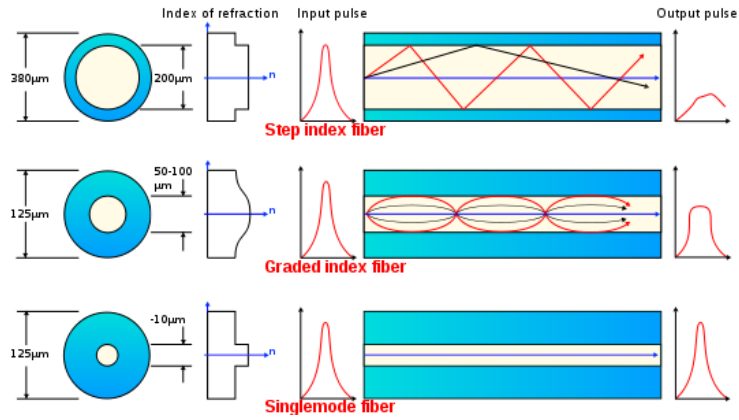 Index of refraction
Input pulse
Output pulse
380µm
200µm
n
Step index fiber
50-100
µm
125µm
n
Graded index fiber
-10µm
125µm
n
Singlemode fiber